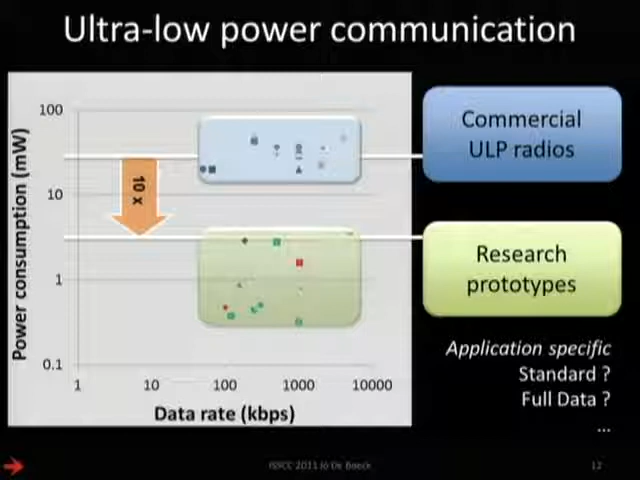 Ultra-low power communication
Power consumption (mW)
100
10
1
0.1
10 x
1
10
100
1000
10000
Data rate (kbps)
Commercial
ULP radios
Research
prototypes
Application specific
Standard ?
Full Data ?
...
ISSCC 2011 Jo De Boeck
12